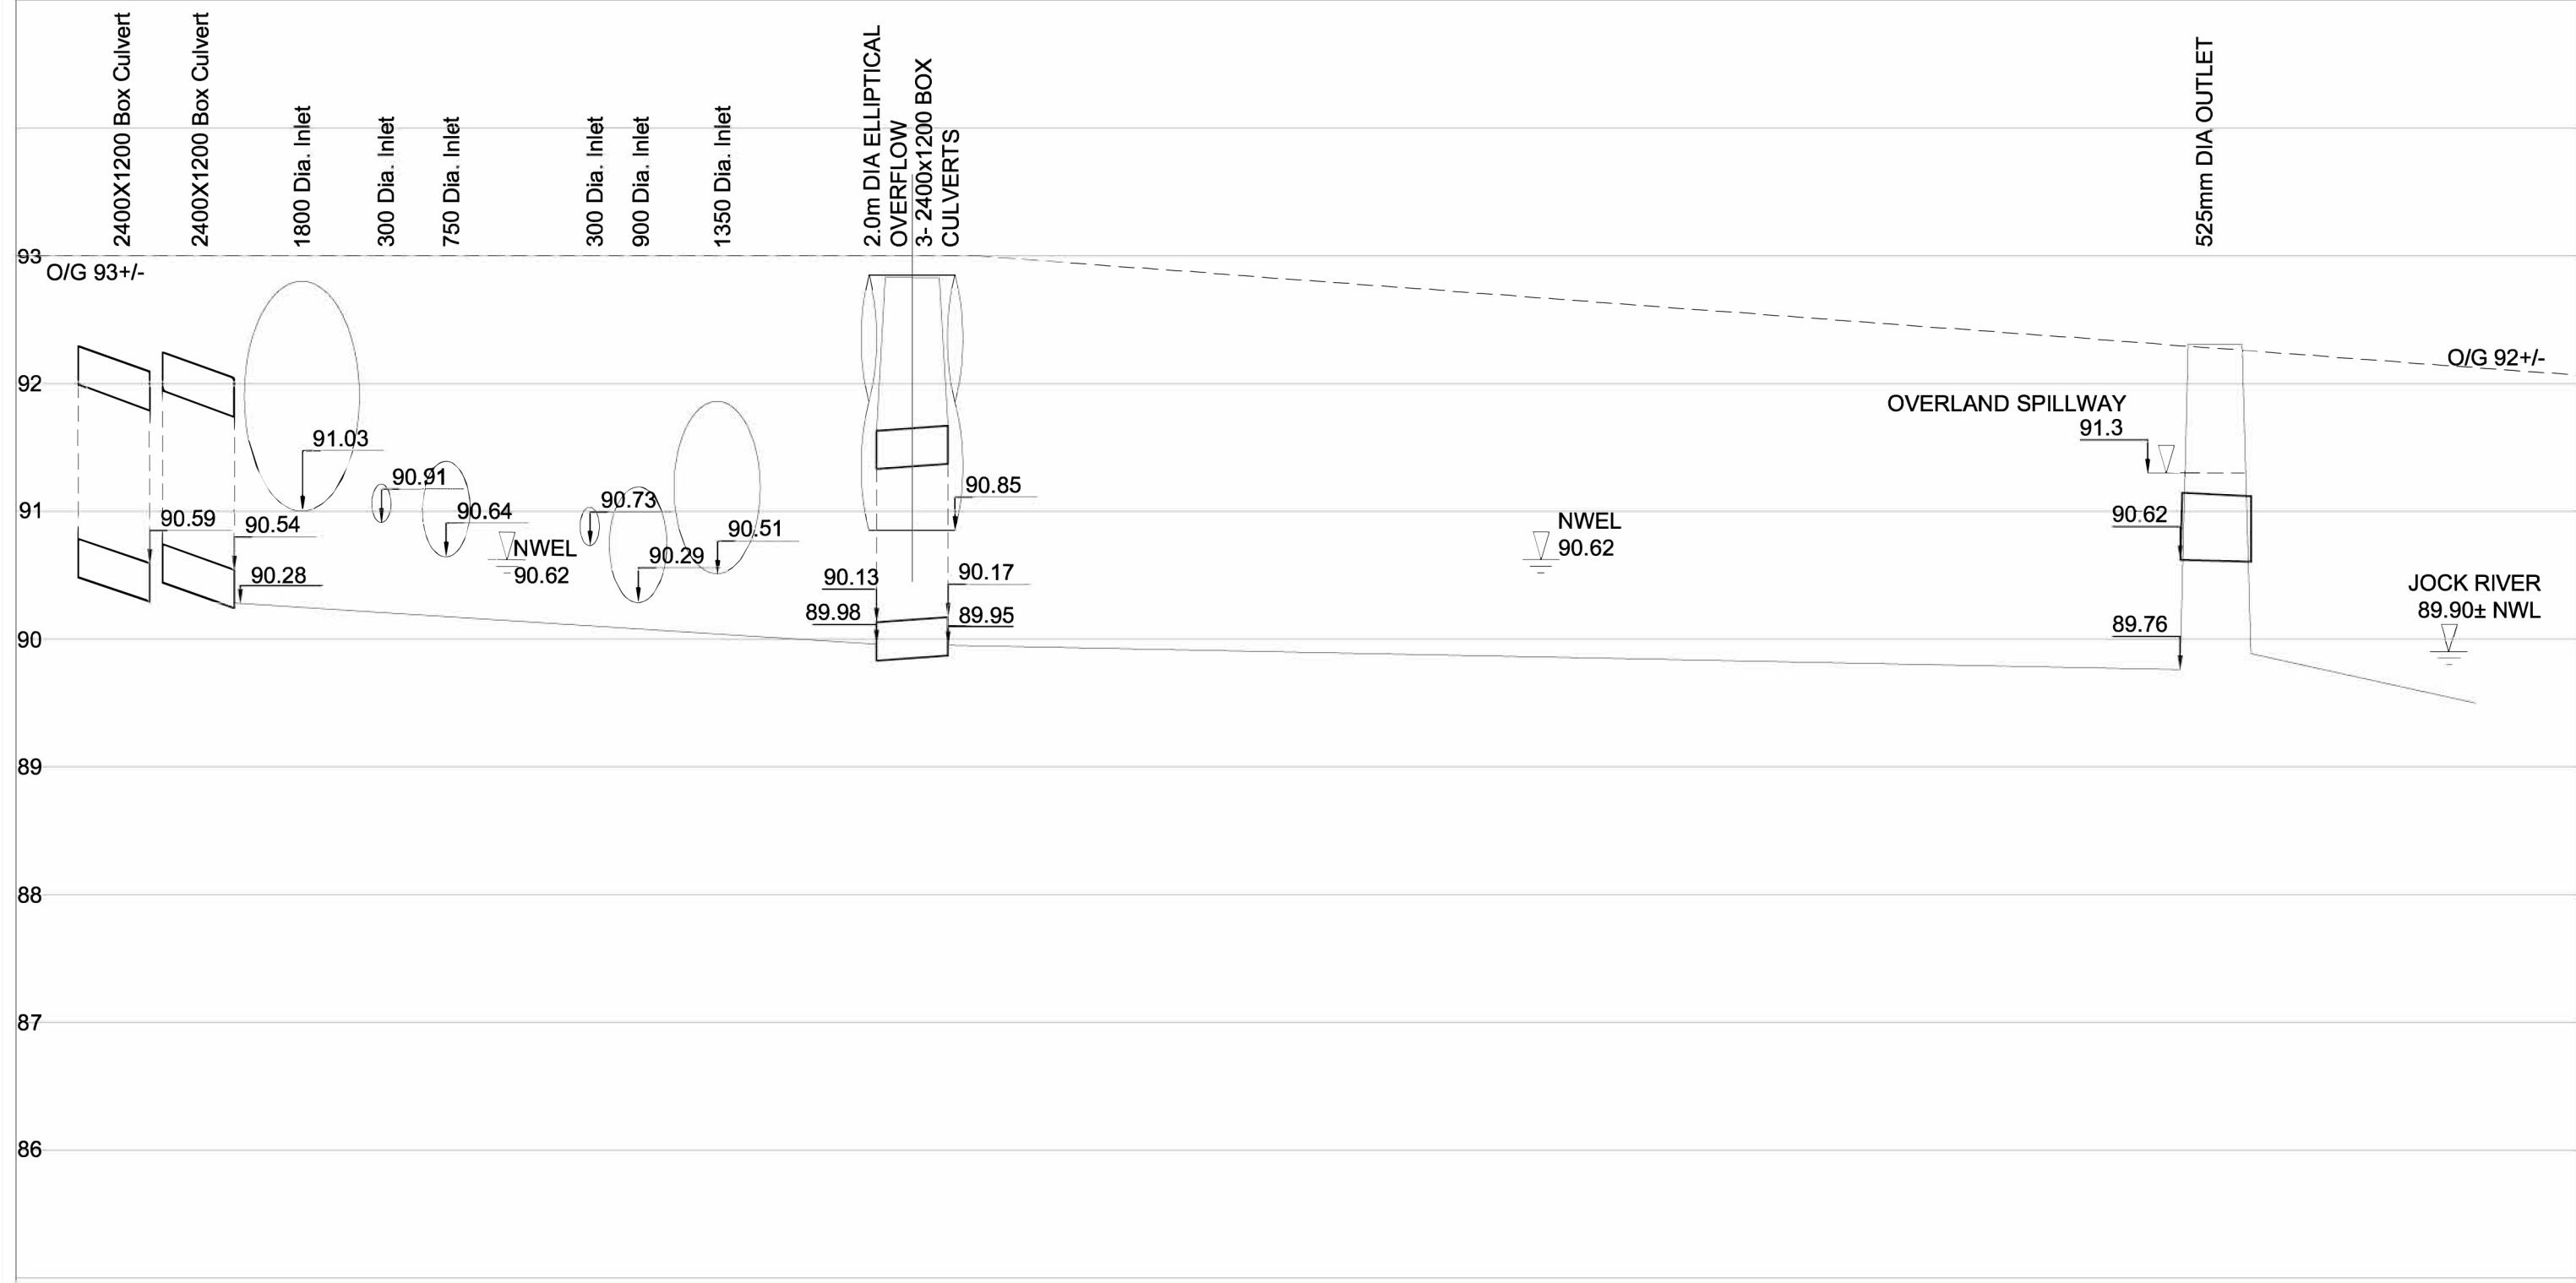 2400X1200 Box Culvert
2400X1200 Box Culvert
1800 Dia. Inlet
300 Dia. Inlet
750 Dia. Inlet
300 Dia. Inlet
900 Dia. Inlet
1350 Dia. Inlet
2.0m DIA ELLIPTICAL
OVERFLOW
3- 2400x1200 BOX
CULVERTS
525mm DIA OUTLET
93
O/G 93+/-
O/G 92+/-
92
OVERLAND SPILLWAY
91.3
91.03
90.91
90.64
90.73
90.85
91
90.59
90.54
90.51
90.62
NWEL
90.62
NWEL
90.62
90.29
90.28
90.13
90.17
JOCK RIVER
89.90± NWL
89.98
89.95
89.76
90
89
88
87
86